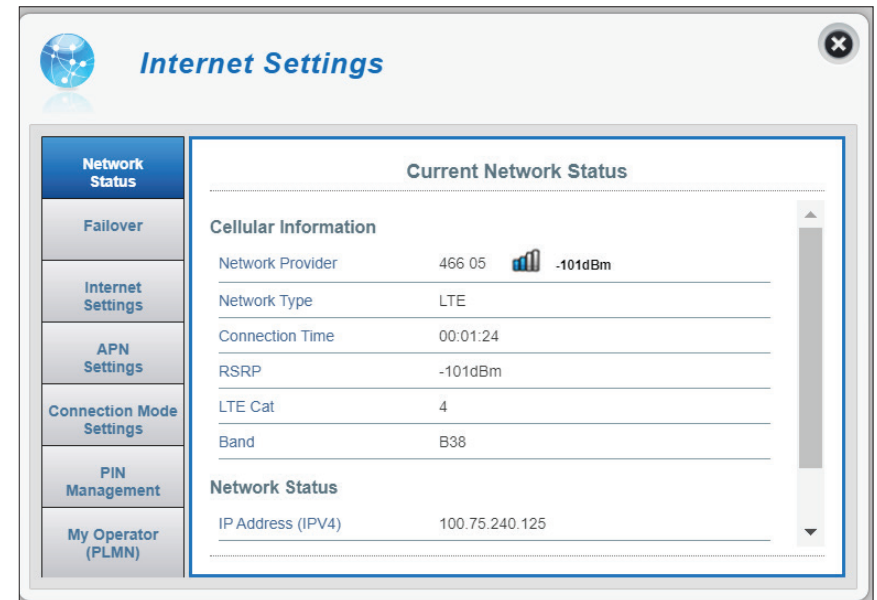 Internet Settings
Network
Status
Failover
Internet
Settings
APN
Settings
Connection Mode
Settings
PIN
Management
My Operator
(PLMN)
Current Network Status
Cellular Information
Network Provider 466 05 -101dBm
Network Type LTE
Connection Time 00:01:24
RSRP -101dBm
LTE Cat 4
Band B38
Network Status
IP Address (IPV4) 100.75.240.125